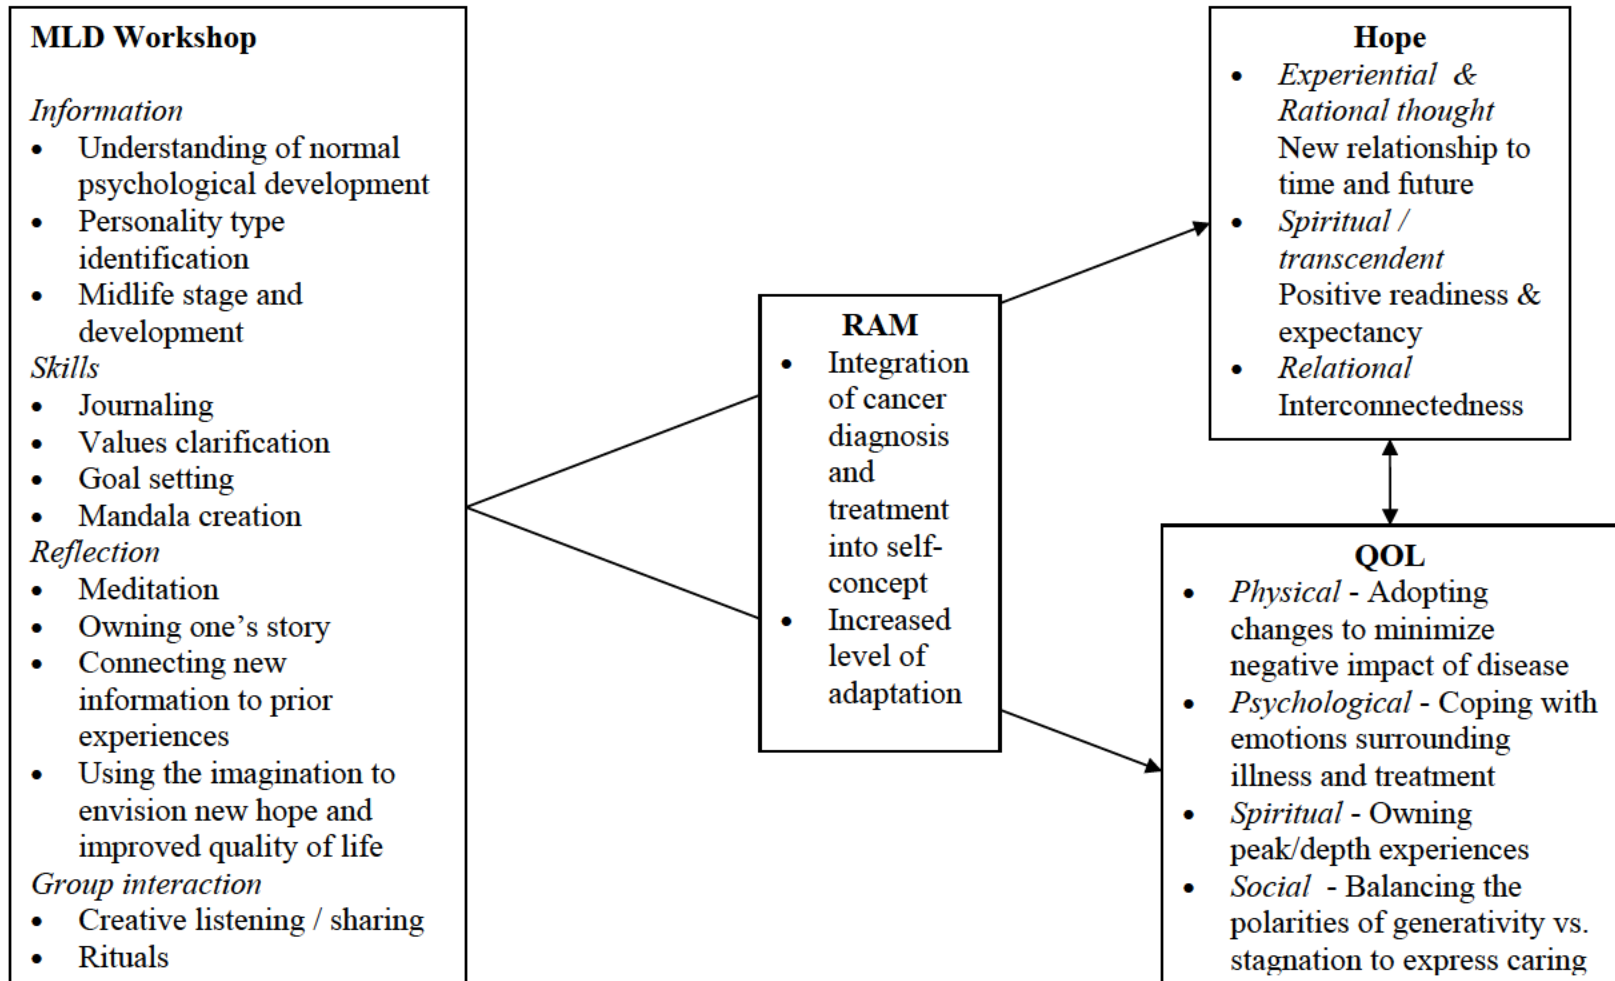 MLD Workshop
Information
• Understanding of normal
psychological development
• Personality type
identification
• Midlife stage and
development
Skills
• Journaling
• Values clarification
• Goal setting
• Mandala creation
Reflection
• Meditation
• Owning one’s story
• Connecting new
information to prior
experiences
• Using the imagination to
envision new hope and
improved quality of life
Group interaction
• Creative listening / sharing
• Rituals
RAM
• Integration
of cancer
diagnosis
and
treatment
into self-
concept
• Increased
level of
adaptation
Hope
• Experiential &
Rational thought
New relationship to
time and future
• Spiritual /
transcendent
Positive readiness &
expectancy
• Relational
Interconnectedness
QOL
• Physical - Adopting
changes to minimize
negative impact of disease
• Psychological - Coping with
emotions surrounding
illness and treatment
• Spiritual - Owning
peak/depth experiences
• Social - Balancing the
polarities of generativity vs.
stagnation to express caring